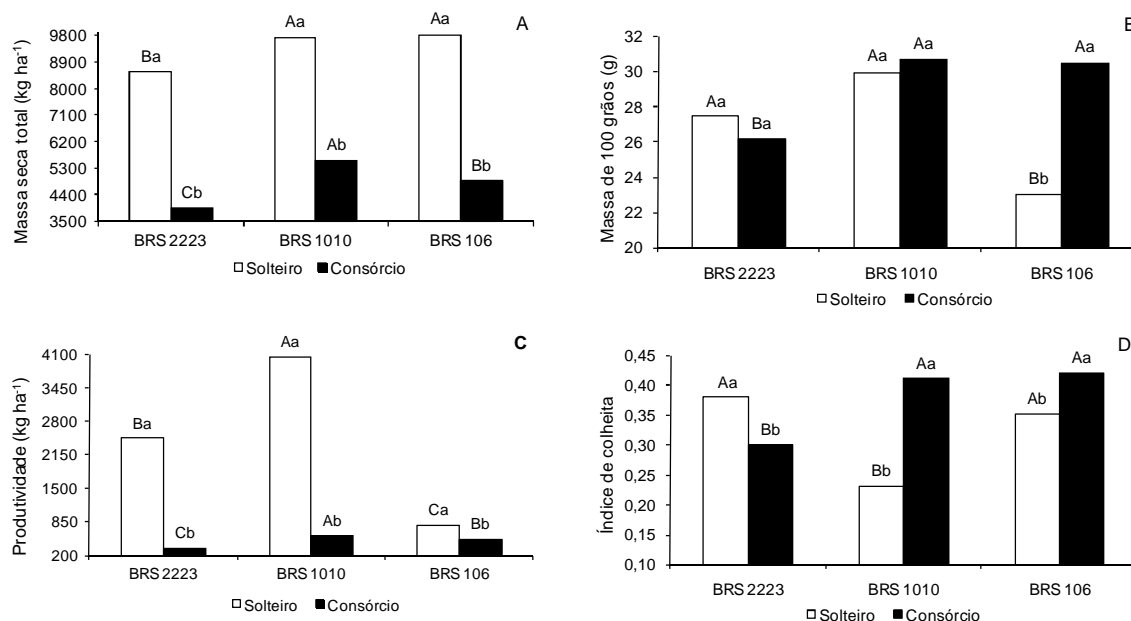 A
Massa seca total (kg ha-1)
9800
8900
8000
7100
6200
5300
4400
3500
Ba
Cb
Aa
Ab
Aa
Bb
BRS 2223
BRS 1010
BRS 106
Solteiro
Consórcio
B
Massa de 100 grãos (g)
32
30
28
26
24
22
20
Aa
Ba
Aa
Aa
Bb
Aa
BRS 2223
BRS 1010
BRS 106
Solteiro
Consórcio
C
Produtividade (kg ha-1)
4100
3450
2800
2150
1500
850
200
Ba
Cb
Aa
Ab
Ca
Bb
BRS 2223
BRS 1010
BRS 106
Solteiro
Consórcio
D
Índice de colheita
0,45
0,40
0,35
0,30
0,25
0,20
0,15
0,10
Aa
Bb
Bb
Aa
Ab
Aa
BRS 2223
BRS 1010
BRS 106
Solteiro
Consórcio